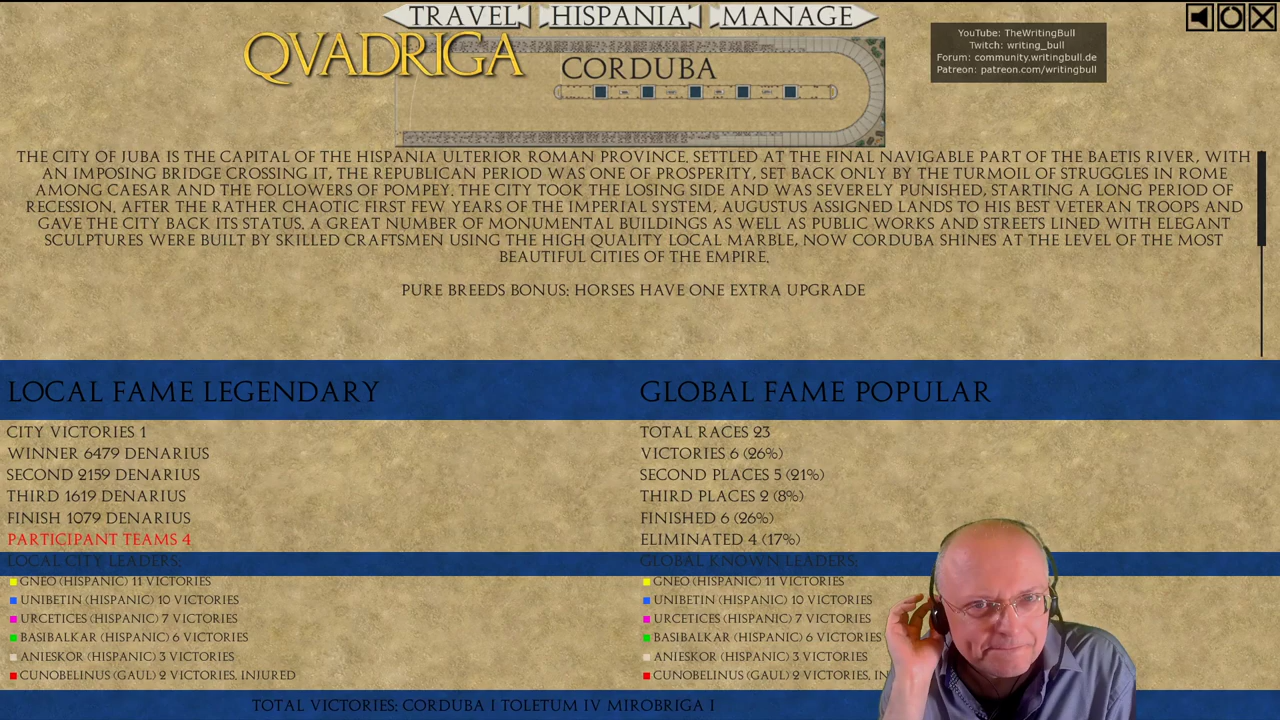 TRAVEL HISPANIA MANAGE
QVADRIGA
CORDUBA
YouTube: TheWritingBull
Twitch: writing_bull
Forum: community.writingbull.de
Patreon: patreon.com/writingbull
THE CITY OF JUBA IS THE CAPITAL OF THE HISPANIA ULTERIOR ROMAN PROVINCE. SETTLED AT THE FINAL NAVIGABLE PART OF THE BAETIS RIVER, WITH
AN IMPOSING BRIDGE CROSSING IT, THE REPUBLICAN PERIOD WAS ONE OF PROSPERITY, SET BACK ONLY BY THE TURMOIL OF STRUGGLES IN ROME
AMONG CAESAR AND THE FOLLOWERS OF POMPEY. THE CITY TOOK THE LOSING SIDE AND WAS SEVERELY PUNISHED, STARTING A LONG PERIOD OF
RECESSION. AFTER THE RATHER CHAOTIC FIRST FEW YEARS OF THE IMPERIAL SYSTEM, AUGUSTUS ASSIGNED LANDS TO HIS BEST VETERAN TROOPS AND
GAVE THE CITY BACK ITS STATUS. A GREAT NUMBER OF MONUMENTAL BUILDINGS AS WELL AS PUBLIC WORKS AND STREETS LINED WITH ELEGANT
SCULPTURES WERE BUILT BY SKILLED CRAFTSMEN USING THE HIGH QUALITY LOCAL MARBLE. NOW CORDUBA SHINES AT THE LEVEL OF THE MOST
BEAUTIFUL CITIES OF THE EMPIRE.
PURE BREEDS BONUS: HORSES HAVE ONE EXTRA UPGRADE
LOCAL FAME LEGENDARY
CITY VICTORIES 1
WINNER 6479 DENARIUS
SECOND 2159 DENARIUS
THIRD 1619 DENARIUS
FINISH 1079 DENARIUS
PARTICIPANT TEAMS 4
LOCAL CITY LEADERS:
GNEO (HISPANIC) 11 VICTORIES
UNIBETIN (HISPANIC) 10 VICTORIES
URCETICES (HISPANIC) 7 VICTORIES
BASIBALKAR (HISPANIC) 6 VICTORIES
ANIESKOR (HISPANIC) 3 VICTORIES
CUNOBELINUS (GAUL) 2 VICTORIES, INJURED
GLOBAL FAME POPULAR
TOTAL RACES 23
VICTORIES 6 (26%)
SECOND PLACES 5 (21%)
THIRD PLACES 2 (8%)
FINISHED 6 (26%)
ELIMINATED 4 (17%)
GLOBAL KNOWN LEADERS:
GNEO (HISPANIC) 11 VICTORIES
UNIBETIN (HISPANIC) 10 VICTORIES
URCETICES (HISPANIC) 7 VICTORIES
BASIBALKAR (HISPANIC) 6 VICTORIES
ANIESKOR (HISPANIC) 3 VICTORIES
CUNOBELINUS (GAUL) 2 VICTORIES, IN
TOTAL VICTORIES: CORDUBA I TOLETUM IV MIROBRIGA I